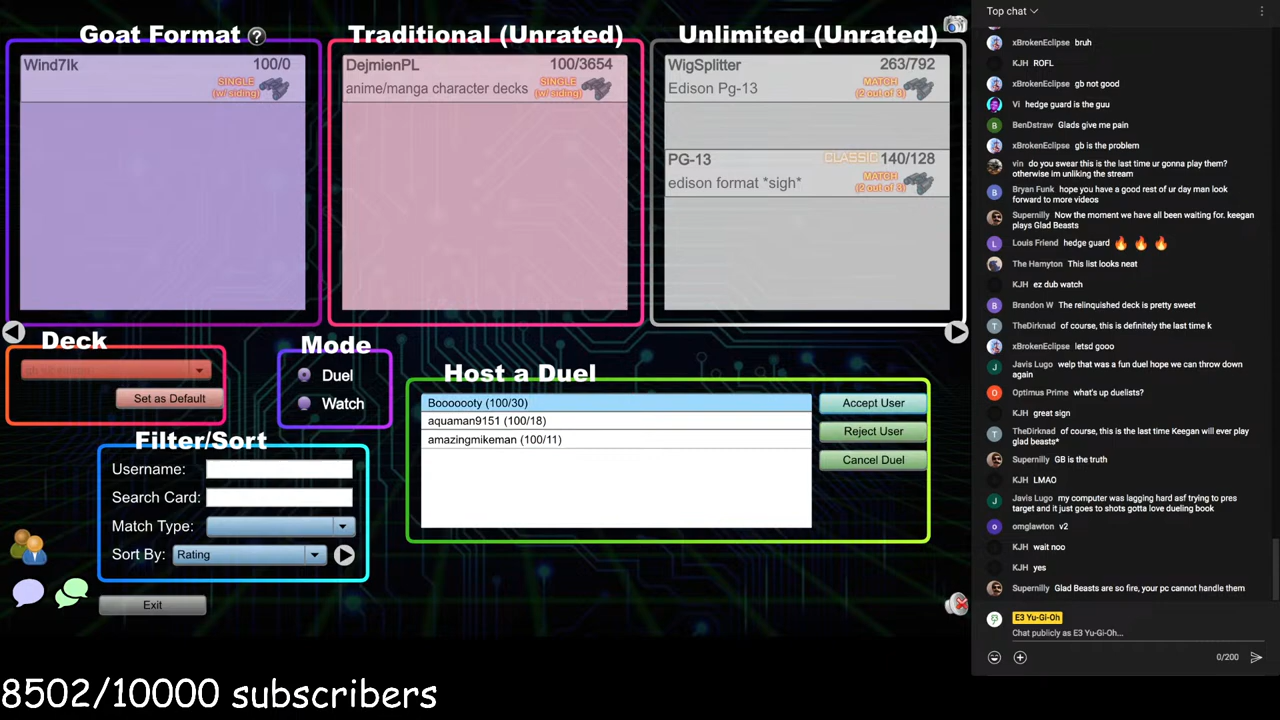 Goat Format ?
Wind7lk 100/0
SINGLE
(w/ siding)
Traditional (Unrated)
DejmienPL 100/3654
anime/manga character decks SINGLE
(w/ siding)
Unlimited (Unrated)
WigSplitter 263/792
Edison Pg-13 MATCH
(2 out of 3)
PG-13 CLASSIC 140/128
edison format *sigh* MATCH
(2 out of 3)
Deck
Set as Default
Mode
Duel
Watch
Filter/Sort
Username:
Search Card:
Match Type:
Sort By: Rating
Exit
Host a Duel
Booooooty (100/30)
aquaman9151 (100/18)
amazingmikeman (100/11)
Accept User
Reject User
Cancel Duel
8502/10000 subscribers
Top chat
xBrokenEclipse bruh
KJH ROFL
xBrokenEclipse gb not good
Vi hedge guard is the guu
BenDstraw Glads give me pain
xBrokenEclipse gb is the problem
vin do you swear this is the last time ur gonna play them?
otherwise im unliking the stream
Bryan Funk hope you have a good rest of ur day man look
forward to more videos
Supernilly Now the moment we have all been waiting for. keegan
plays Glad Beasts
Louis Friend hedge guard 🔥 🔥 🔥
The Hamyton This list looks neat
KJH ez dub watch
Brandon W The relinquished deck is pretty sweet
TheDirknad of course, this is definitely the last time k
xBrokenEclipse letsd gooo
Javis Lugo welp that was a fun duel hope we can throw down
again
Optimus Prime what's up duelists?
KJH great sign
TheDirknad of course, this is the last time Keegan will ever play
glad beasts*
Supernilly GB is the truth
KJH LMAO
Javis Lugo my computer was lagging hard asf trying to pres
target and it just goes to shots gotta love dueling book
omglawton v2
KJH wait noo
KJH yes
Supernilly Glad Beasts are so fire, your pc cannot handle them
E3 Yu-Gi-Oh
Chat publicly as E3 Yu-Gi-Oh...
0/200